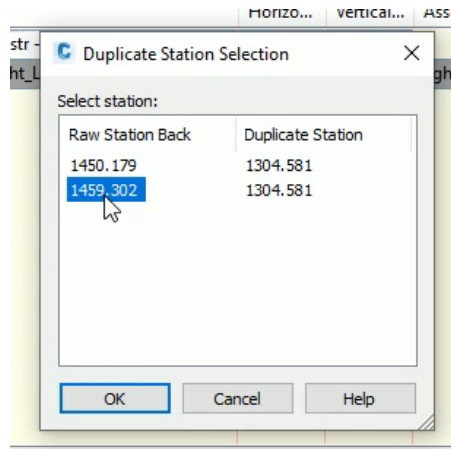 Horizo... Vertical... Ass
str -
Duplicate Station Selection
ht_L
gh
Select station:
Raw Station Back Duplicate Station
1450.179 1304.581
1459.302 1304.581
OK Cancel Help